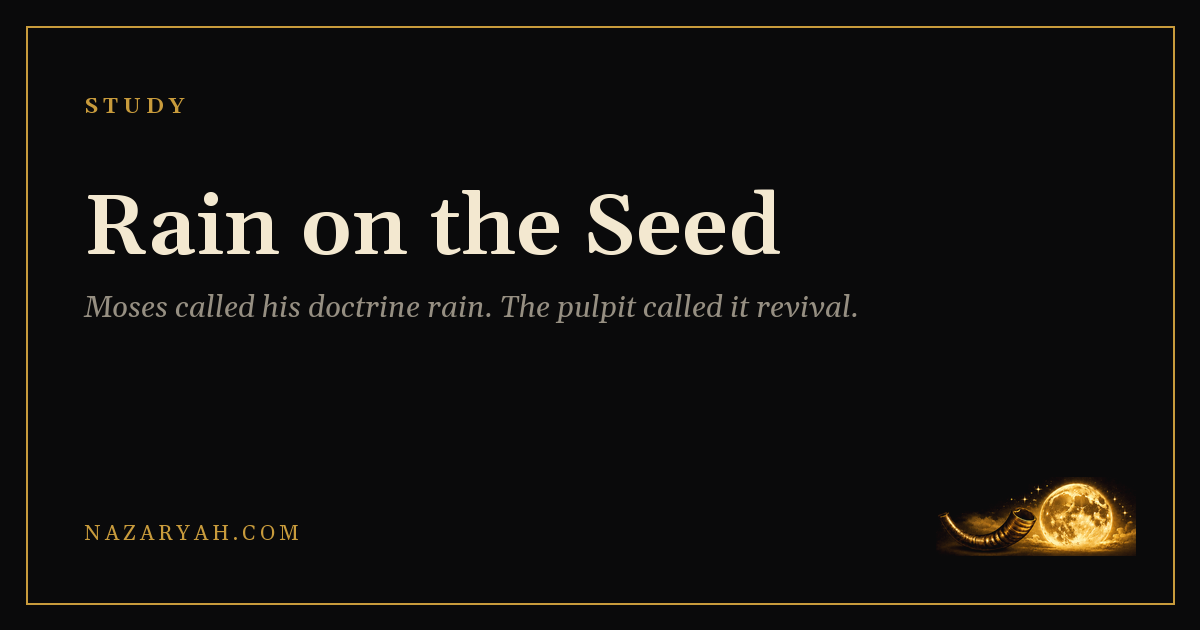 STUDY
Rain on the Seed
Moses called his doctrine rain. The pulpit called it revival.
NAZARYAH.COM